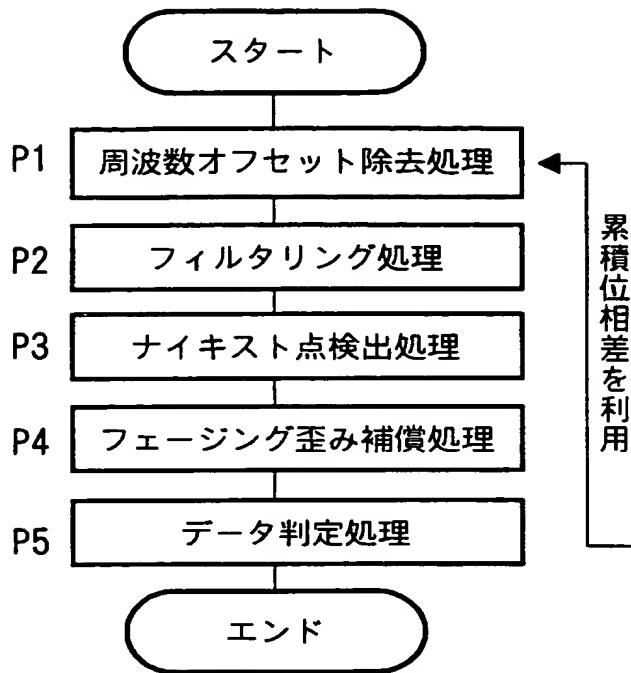 スタート
P1 周波数オフセット除去処理
P2 フィルタリング処理
P3 ナイキスト点検出処理
P4 フェージング歪み補償処理
P5 データ判定処理
エンド
累積位相差を利用